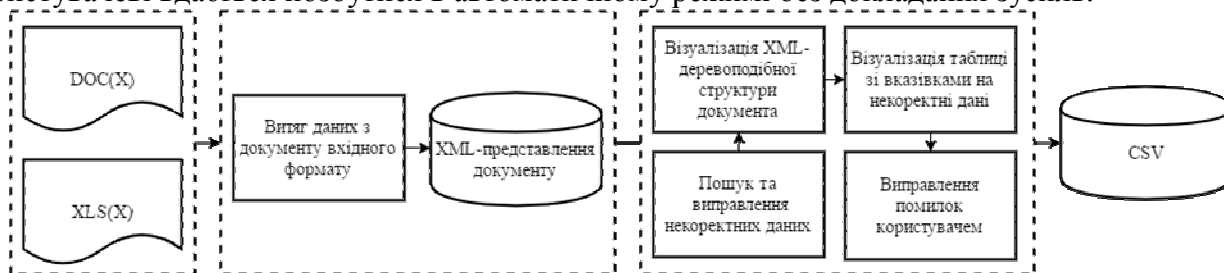 DOC(X)
XLS(X)
Витяг даних з
документу вхідного
формату
XML-представлення
документу
Візуалізація XML-
деревоподібної
структури
документа
Візуалізація таблиці
зі вказівками на
некоректні дані
Пошук та
виправлення
некоректних даних
Виправлення
помилок
користувачем
CSV